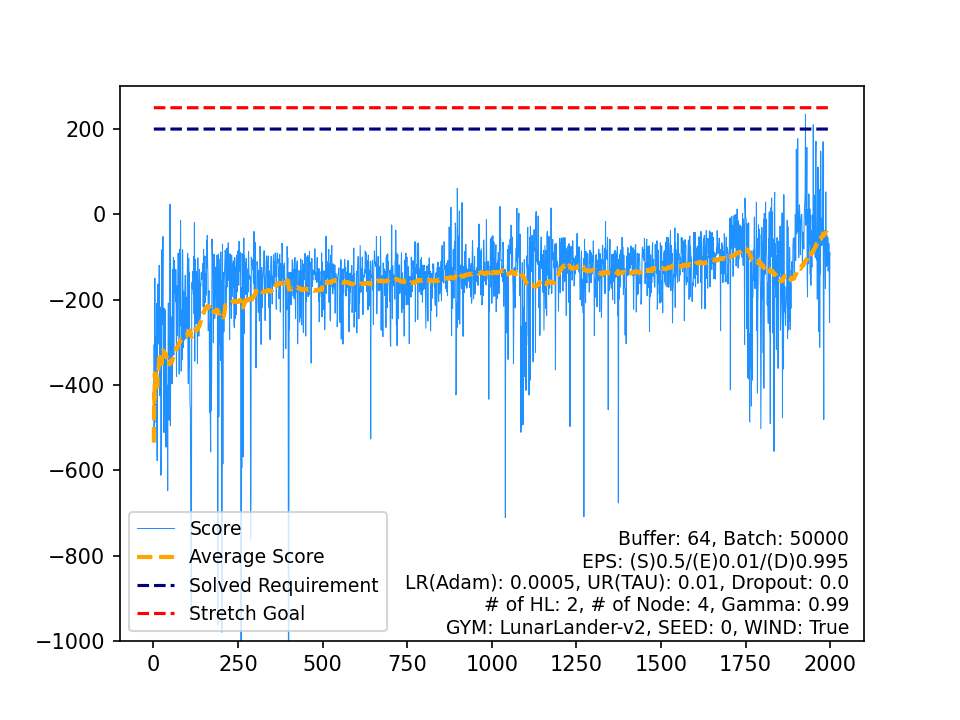 200
0
−200
−400
−600
−800
−1000
Score
Average Score
Solved Requirement
Stretch Goal
Buffer: 64, Batch: 50000
EPS: (S)0.5/(E)0.01/(D)0.995
LR(Adam): 0.0005, UR(TAU): 0.01, Dropout: 0.0
# of HL: 2, # of Node: 4, Gamma: 0.99
GYM: LunarLander-v2, SEED: 0, WIND: True
0 250 500 750 1000 1250 1500 1750 2000